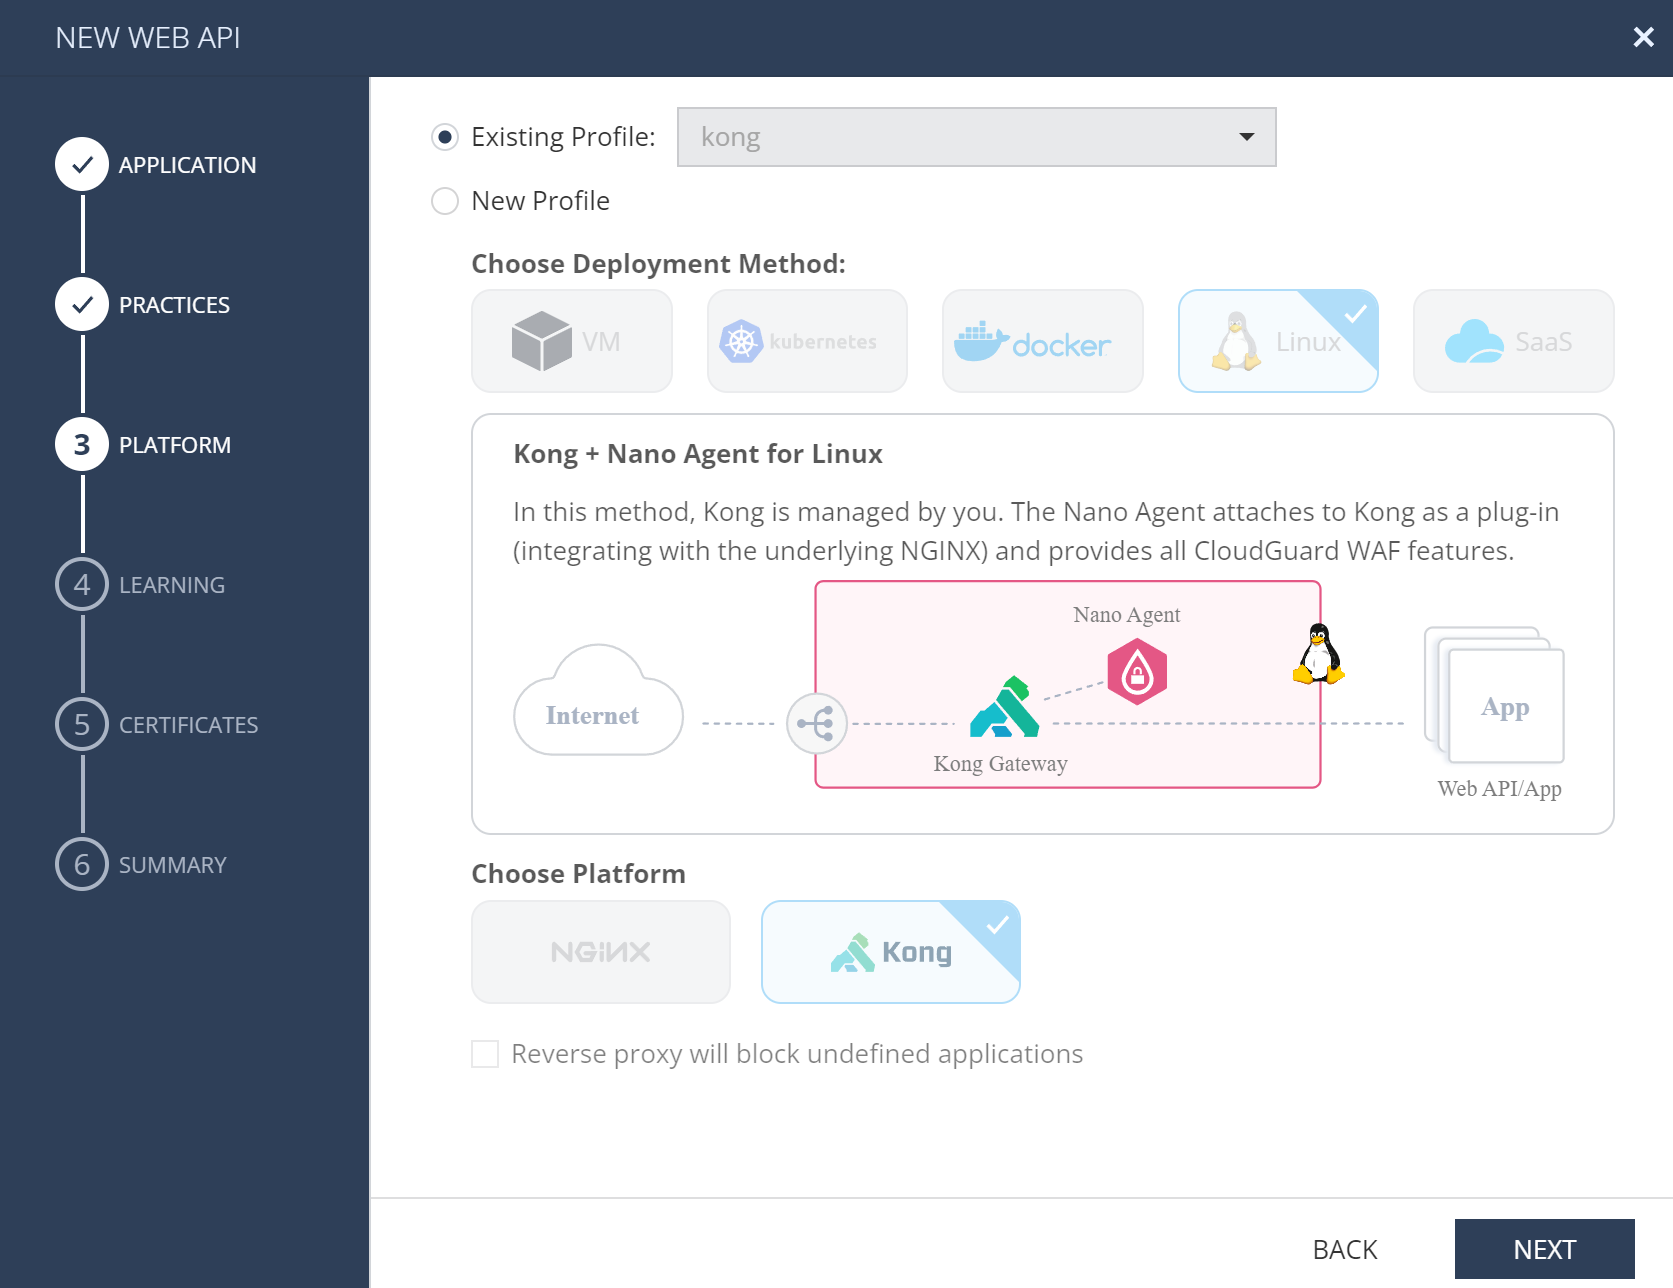 NEW WEB API
APPLICATION
PRACTICES
3 PLATFORM
4 LEARNING
5 CERTIFICATES
6 SUMMARY
Existing Profile: kong
New Profile
Choose Deployment Method:
VM
kubernetes
docker
Linux
SaaS
Kong + Nano Agent for Linux
In this method, Kong is managed by you. The Nano Agent attaches to Kong as a plug-in
(integrating with the underlying NGINX) and provides all CloudGuard WAF features.
Nano Agent
Internet
App
Kong Gateway
Web API/App
Choose Platform
NGINX
Kong
Reverse proxy will block undefined applications
BACK
NEXT